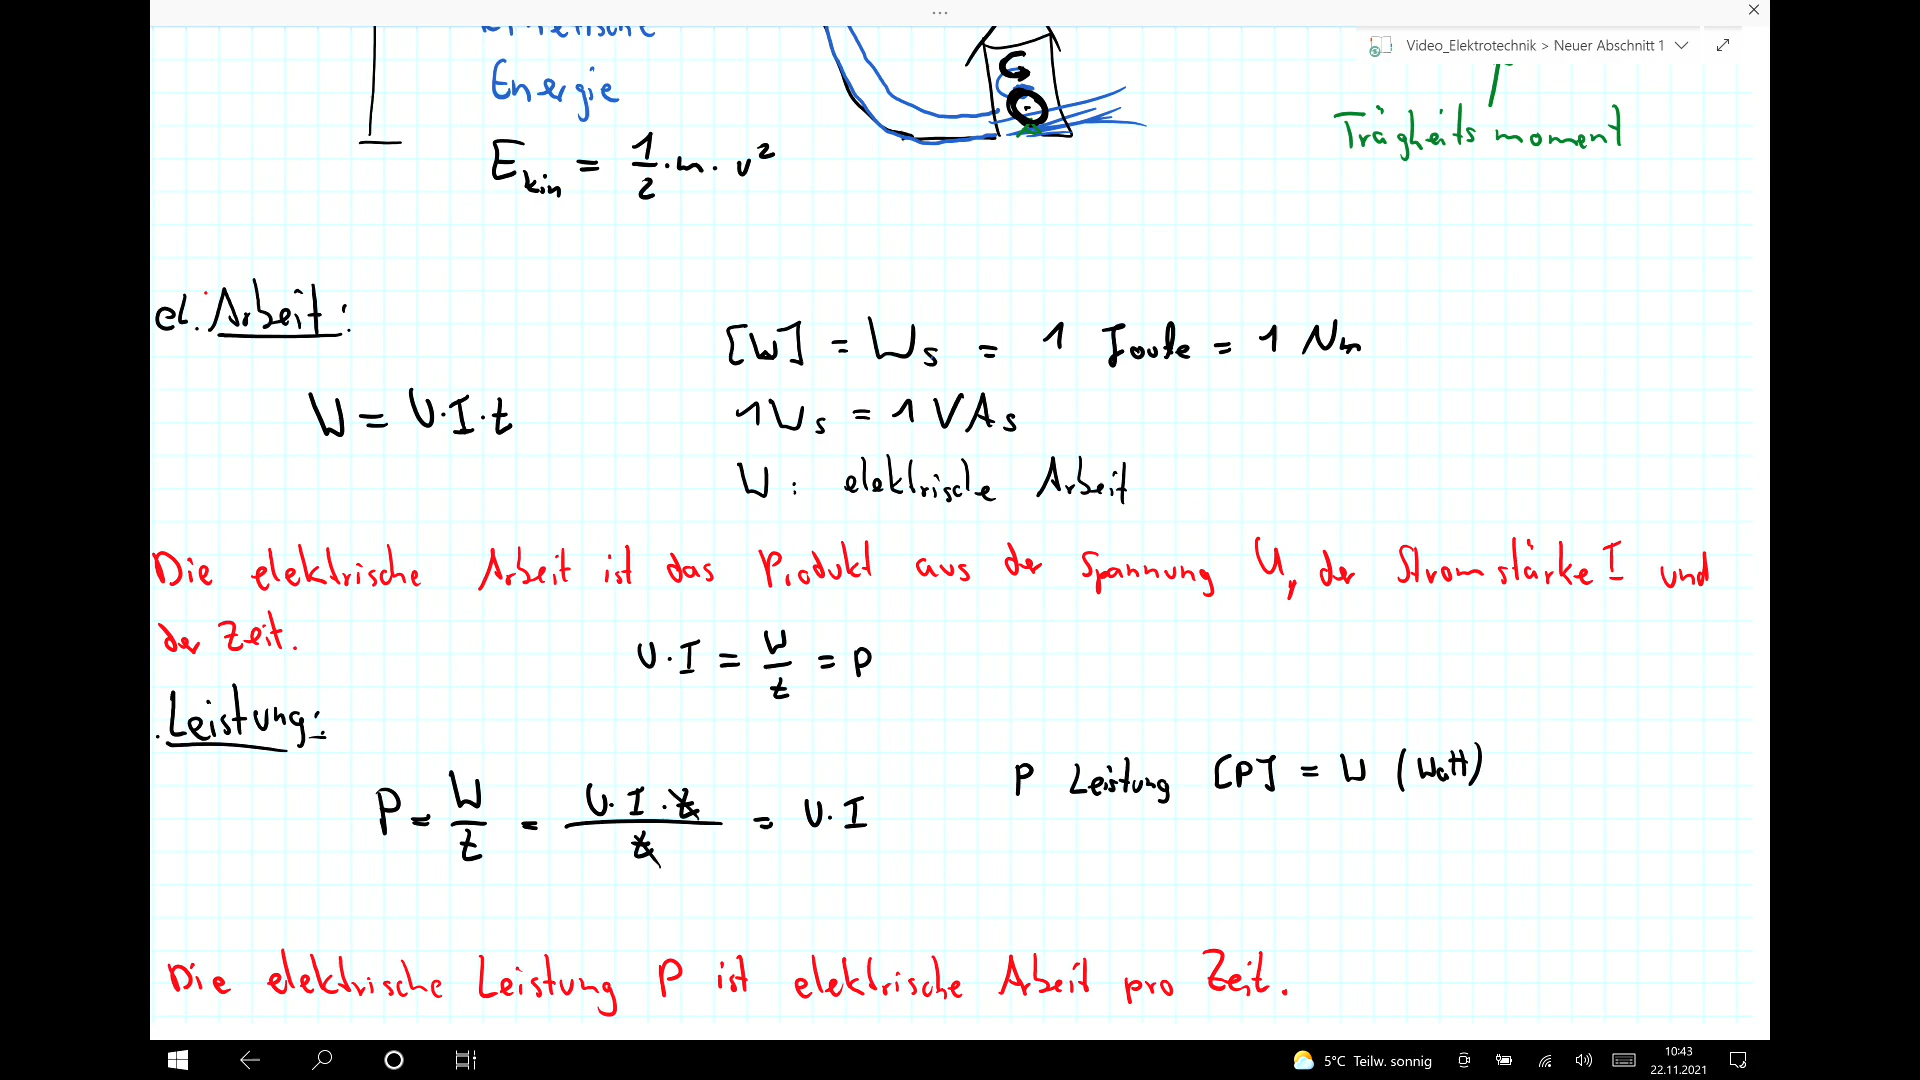 ...
Video_Elektrotechnik > Neuer Abschnitt 1
Energie
Trägheitsmoment
E_kin = 1/2 · m · v²
el. Arbeit:
[W] = Ws = 1 Joule = 1 Nm
W = U·I·t
1Ws = 1VAs
W: elektrische Arbeit
Die elektrische Arbeit ist das Produkt aus der Spannung U, der Stromstärke I und
der Zeit.
U·I = W/t = P
Leistung:
P Leistung [P] = W (Watt)
P = W/t = U·I·t/t = U·I
Die elektrische Leistung P ist elektrische Arbeit pro Zeit.
5°C Teilw. sonnig
10:43
22.11.2021